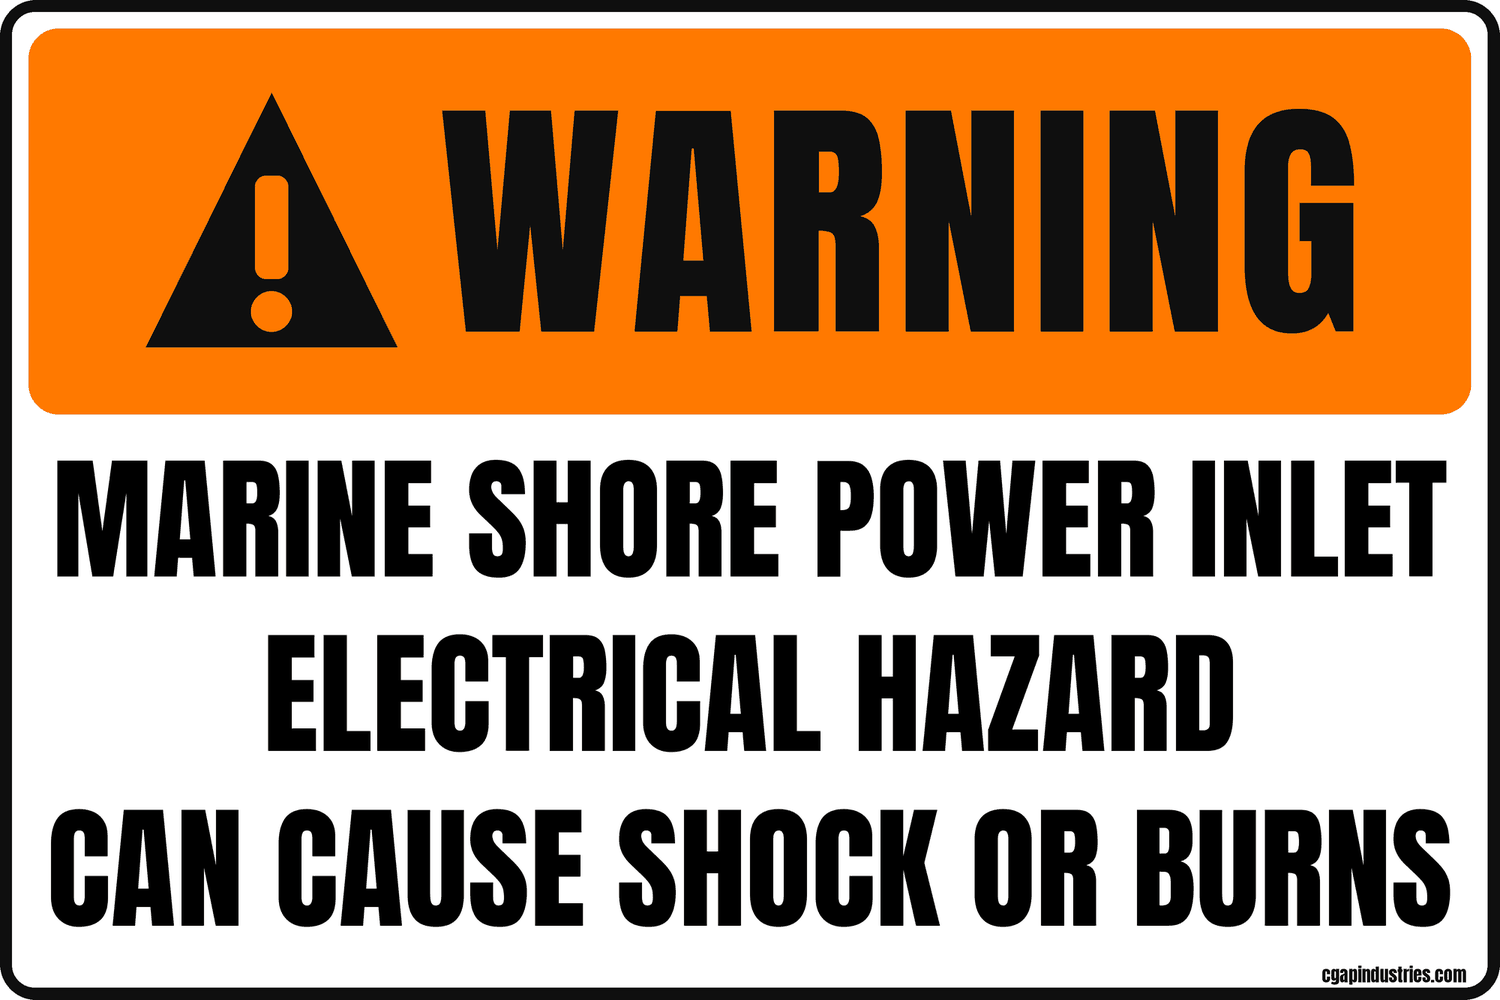 WARNING
MARINE SHORE POWER INLET
ELECTRICAL HAZARD
CAN CAUSE SHOCK OR BURNS
cgapindustries.com